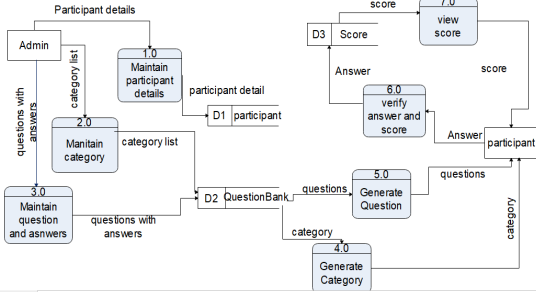 Participant details
score
7.0
view
score
D3 Score
Admin
1.0
Maintain
participant
details
category list
Answer
score
participant detail
6.0
verify
answer and
score
questions with
answers
D1 participant
2.0
Manitain
category
category list
Answer
participant
3.0
Maintain
question
and asnwers
questions with
answers
D2 QuestionBank
questions
5.0
Generate
Question
questions
category
category
4.0
Generate
Category